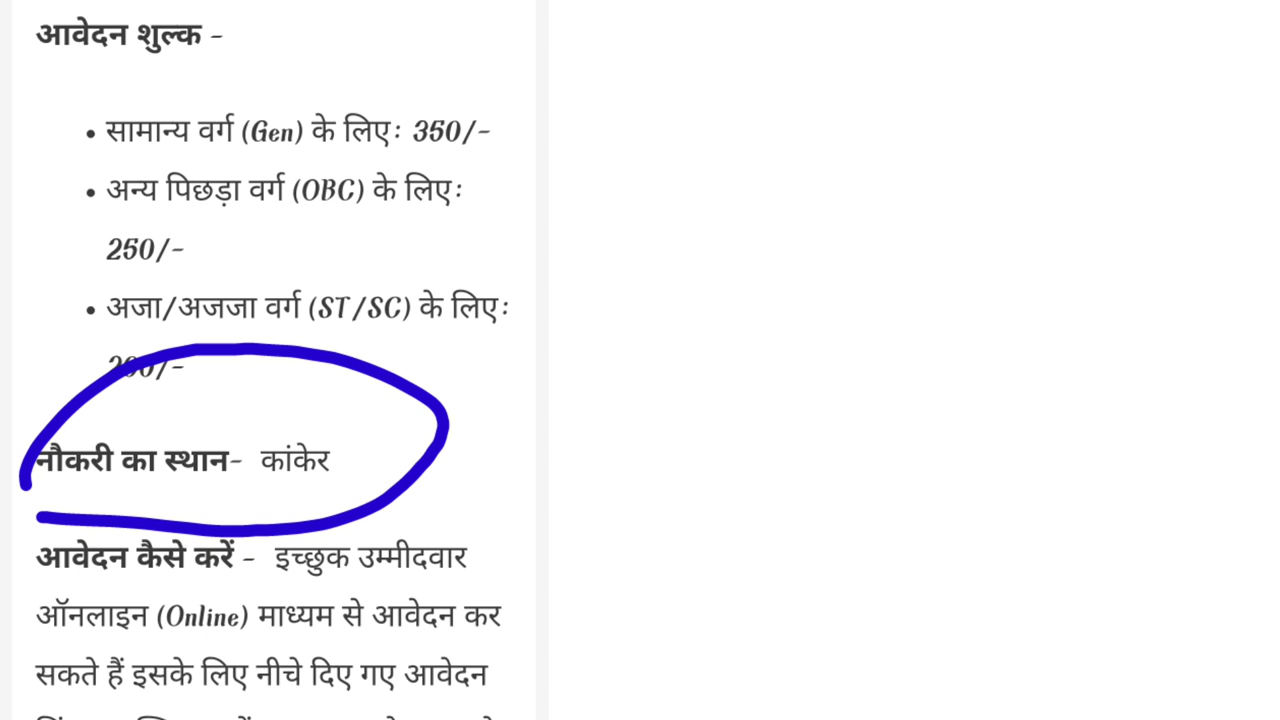 आवेदन शुल्क -
• सामान्य वर्ग (Gen) के लिए: 350/-
• अन्य पिछड़ा वर्ग (OBC) के लिए:
250/-
• अजा/अजजा वर्ग (ST/SC) के लिए:
200/-
नौकरी का स्थान- कांकेर
आवेदन कैसे करें - इच्छुक उम्मीदवार
ऑनलाइन (Online) माध्यम से आवेदन कर
सकते हैं इसके लिए नीचे दिए गए आवेदन